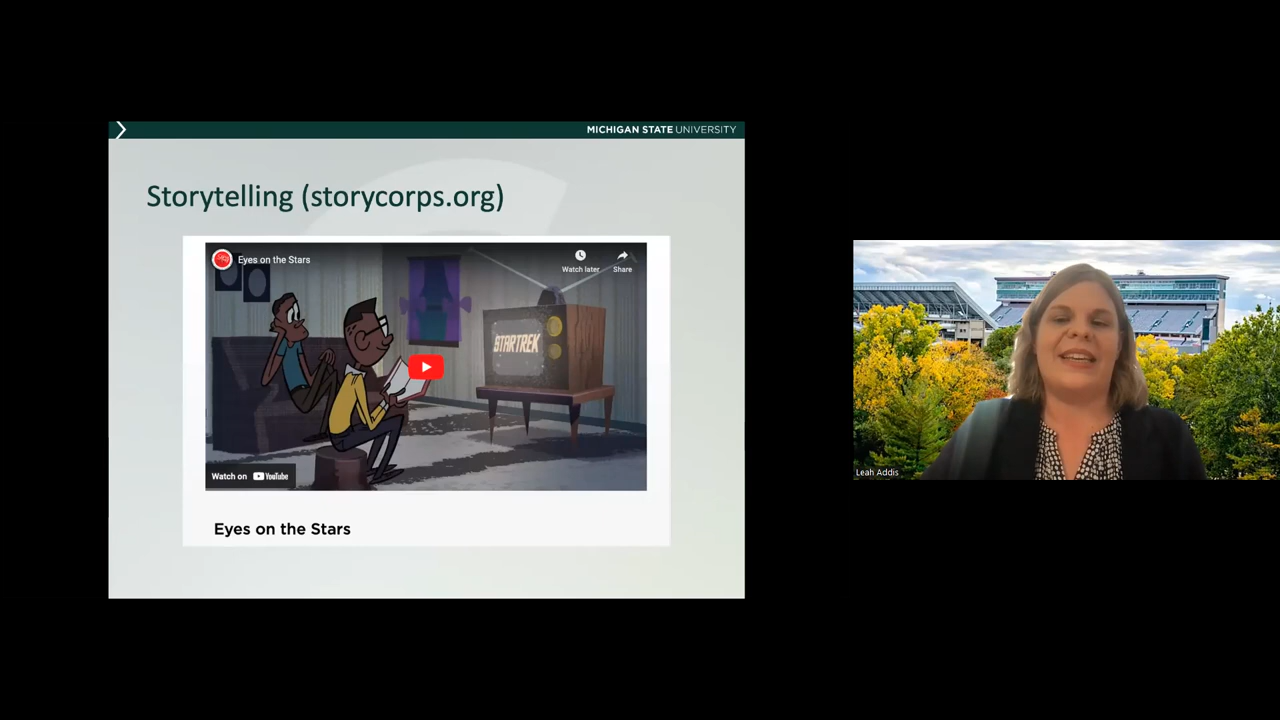 MICHIGAN STATE UNIVERSITY
Storytelling (storycorps.org)
Eyes on the Stars
Watch later
Share
STAR TREK
Watch on YouTube
Eyes on the Stars
Leah Addis